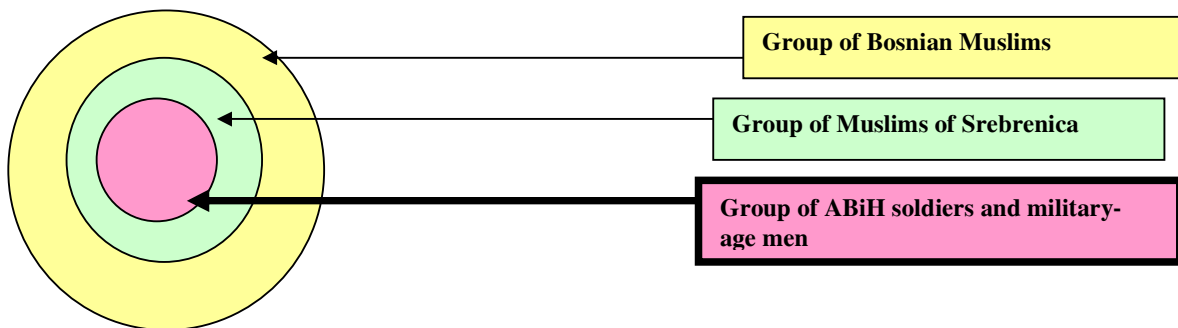 Group of Bosnian Muslims
Group of Muslims of Srebrenica
Group of ABiH soldiers and military-
age men